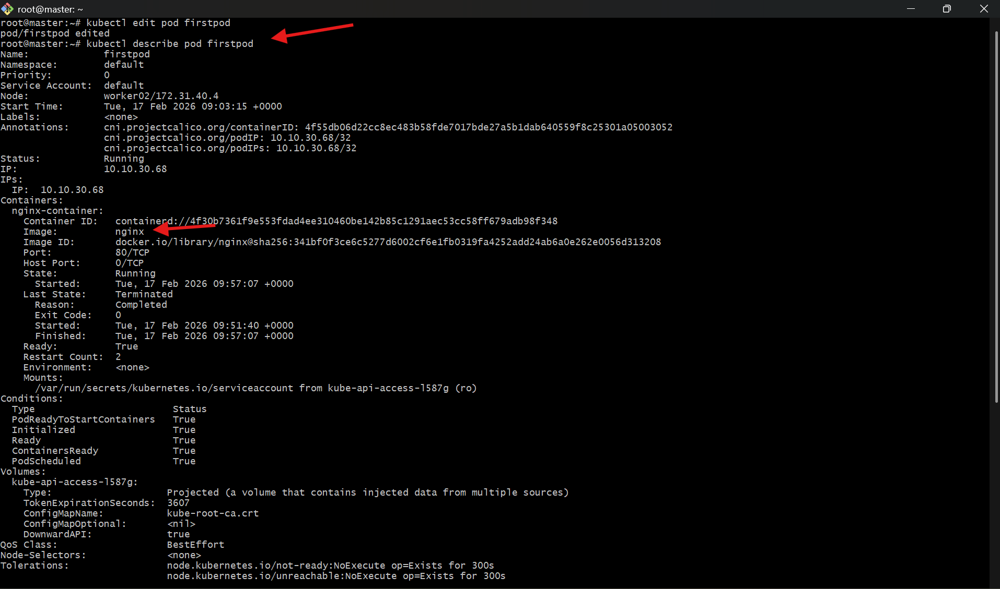 root@master: ~
root@master:~# kubectl edit pod firstpod
pod/firstpod edited
root@master:~# kubectl describe pod firstpod
Name:             firstpod
Namespace:        default
Priority:         0
Service Account:  default
Node:             worker02/172.31.40.4
Start Time:       Tue, 17 Feb 2026 09:03:15 +0000
Labels:           <none>
Annotations:      cni.projectcalico.org/containerID: 4f55db06d22cc8ec483b58fde7017bde27a5b1dab640559f8c25301a05003052
                  cni.projectcalico.org/podIP: 10.10.30.68/32
                  cni.projectcalico.org/podIPs: 10.10.30.68/32
Status:           Running
IP:               10.10.30.68
IPs:
  IP:  10.10.30.68
Containers:
  nginx-container:
    Container ID:   containerd://4f30b7361f9e553fdad4ee310460be142b85c1291aec53cc58ff679adb98f348
    Image:          nginx
    Image ID:       docker.io/library/nginx@sha256:341bf0f3ce6c5277d6002cf6e1fb0319fa4252add24ab6a0e262e0056d313208
    Port:           80/TCP
    Host Port:      0/TCP
    State:          Running
      Started:      Tue, 17 Feb 2026 09:57:07 +0000
    Last State:     Terminated
      Reason:       Completed
      Exit Code:    0
      Started:      Tue, 17 Feb 2026 09:51:40 +0000
      Finished:     Tue, 17 Feb 2026 09:57:07 +0000
    Ready:          True
    Restart Count:  2
    Environment:    <none>
    Mounts:
      /var/run/secrets/kubernetes.io/serviceaccount from kube-api-access-l587g (ro)
Conditions:
  Type                        Status
  PodReadyToStartContainers   True
  Initialized                 True
  Ready                       True
  ContainersReady             True
  PodScheduled                True
Volumes:
  kube-api-access-l587g:
    Type:                    Projected (a volume that contains injected data from multiple sources)
    TokenExpirationSeconds:  3607
    ConfigMapName:           kube-root-ca.crt
    ConfigMapOptional:       <nil>
    DownwardAPI:             true
QoS Class:                   BestEffort
Node-Selectors:              <none>
Tolerations:                 node.kubernetes.io/not-ready:NoExecute op=Exists for 300s
                             node.kubernetes.io/unreachable:NoExecute op=Exists for 300s